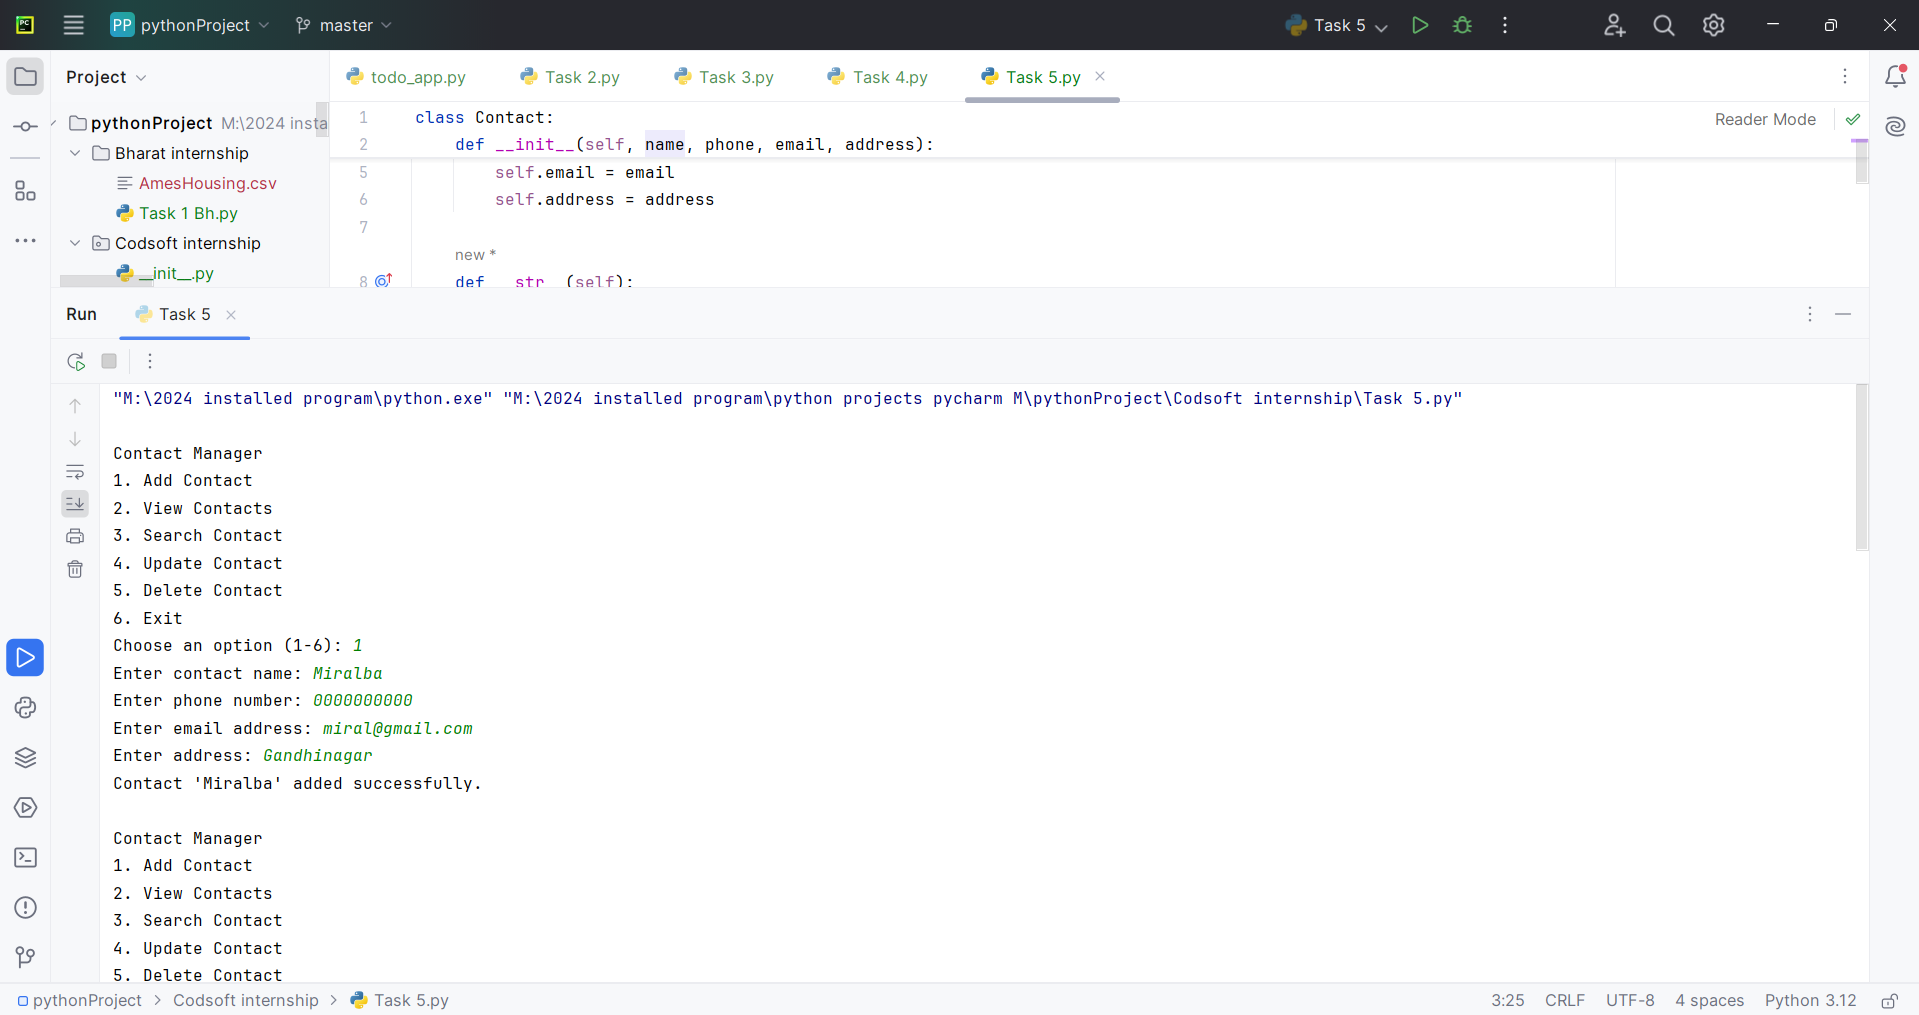 PC
PP pythonProject master Task 5
Project
todo_app.py Task 2.py Task 3.py Task 4.py Task 5.py
pythonProject M:\2024 insta
Bharat internship
AmesHousing.csv
Task 1 Bh.py
Codsoft internship
__init__.py
1 class Contact:
2 def __init__(self, name, phone, email, address):
Reader Mode
5 self.email = email
6 self.address = address
7
new *
8 def __str__(self):
Run Task 5
"M:\2024 installed program\python.exe" "M:\2024 installed program\python projects pycharm M\pythonProject\Codsoft internship\Task 5.py"
Contact Manager
1. Add Contact
2. View Contacts
3. Search Contact
4. Update Contact
5. Delete Contact
6. Exit
Choose an option (1-6): 1
Enter contact name: Miralba
Enter phone number: 0000000000
Enter email address: miral@gmail.com
Enter address: Gandhinagar
Contact 'Miralba' added successfully.
Contact Manager
1. Add Contact
2. View Contacts
3. Search Contact
4. Update Contact
5. Delete Contact
pythonProject > Codsoft internship > Task 5.py
3:25 CRLF UTF-8 4 spaces Python 3.12